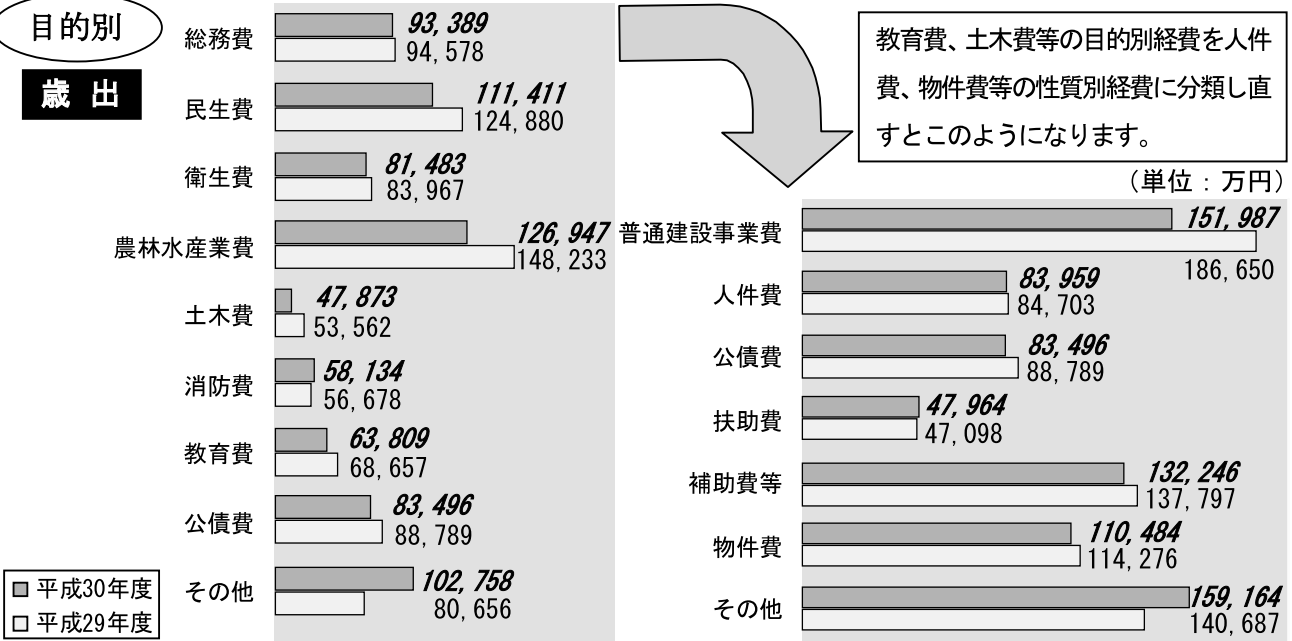 目的別
歳 出
総務費
93,389
94,578
民生費
111,411
124,880
衛生費
81,483
83,967
農林水産業費
126,947
148,233
土木費
47,873
53,562
消防費
58,134
56,678
教育費
63,809
68,657
公債費
83,496
88,789
その他
102,758
80,656
平成30年度
平成29年度
教育費、土木費等の目的別経費を人件
費、物件費等の性質別経費に分類し直
すとこのようになります。
(単位:万円)
普通建設事業費
151,987
186,650
人件費
83,959
84,703
公債費
83,496
88,789
扶助費
47,964
47,098
補助費等
132,246
137,797
物件費
110,484
114,276
その他
159,164
140,687